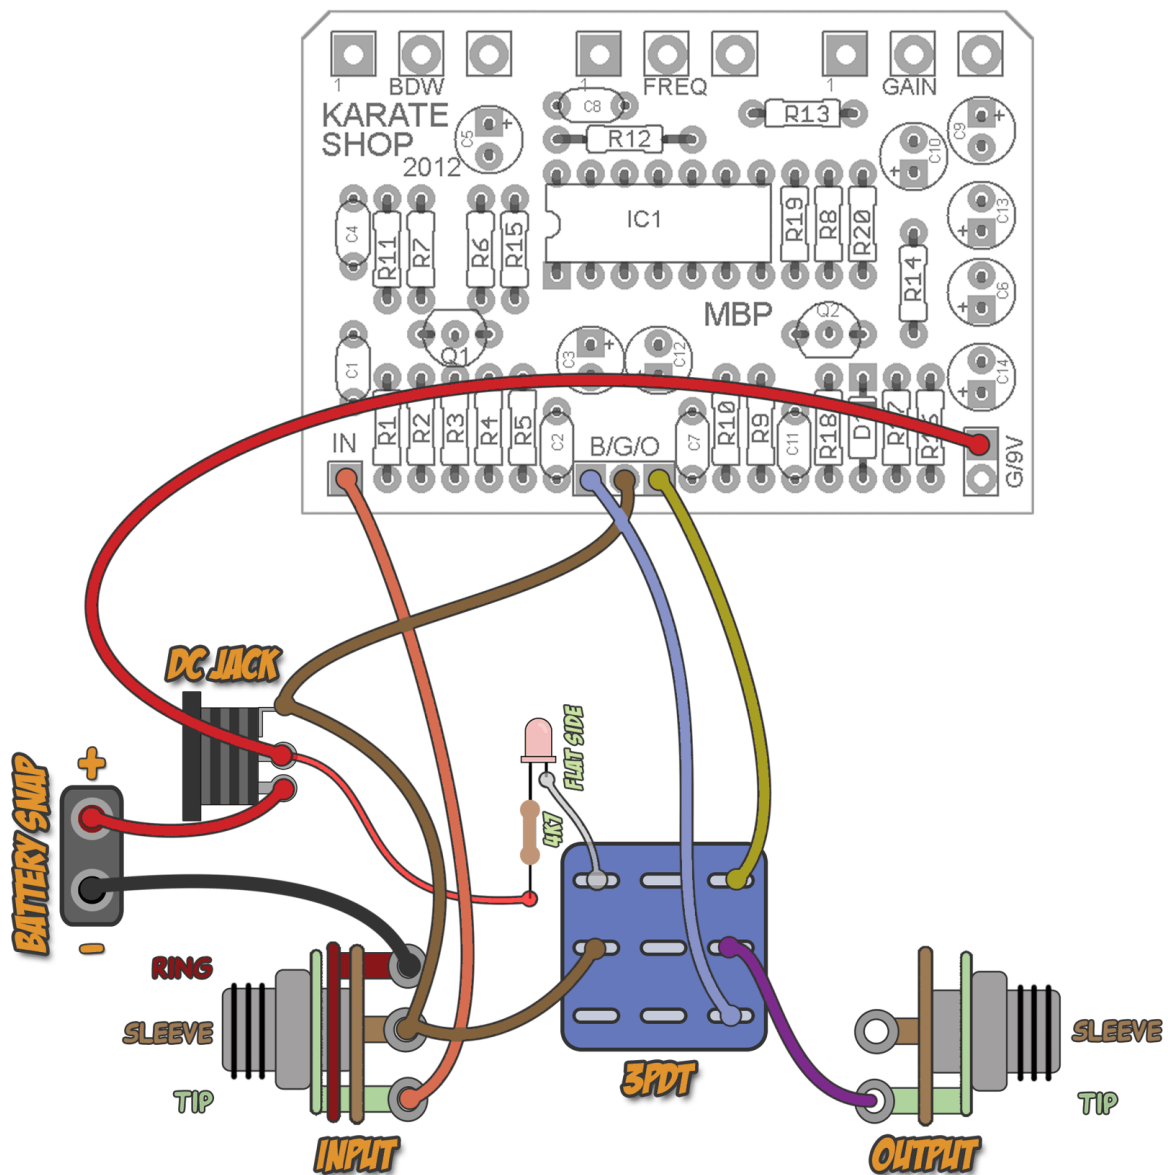 1
BDW
1
FREQ
1
GAIN
KARATE
SHOP
2012
C5
C8
R12
R13
C10
C9
C4
R11
R7
R6
R15
IC1
R19
R8
R20
R14
C13
C6
MBP
Q1
Q2
C1
C3
C12
C14
R1
R2
R3
R4
R5
C2
C7
R10
R9
C11
R18
IN
B/G/O
G/9V
DC JACK
BATTERY SNAP
+
-
FLAT SIDE
4K7
RING
SLEEVE
TIP
INPUT
3PDT
SLEEVE
TIP
OUTPUT